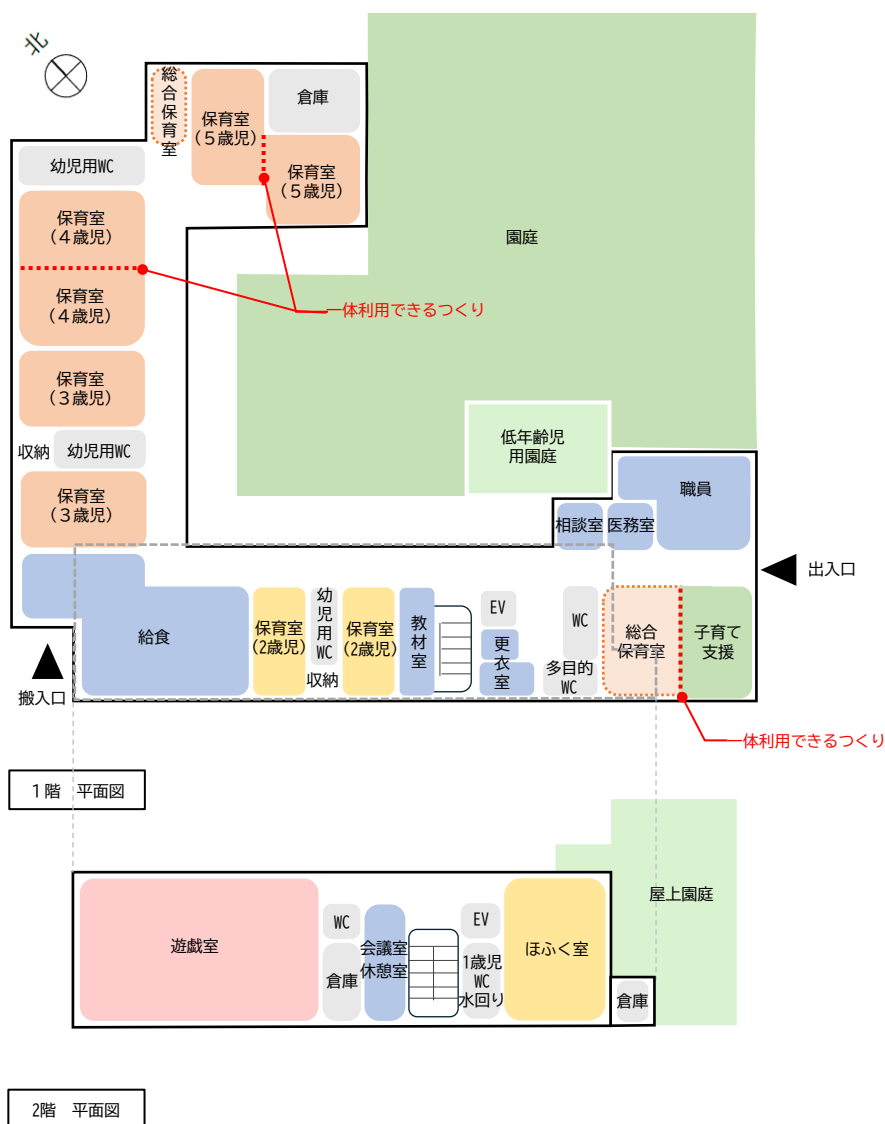 北
総
合
保
育
室
保育室
（５歳児）
倉庫
保育室
（５歳児）
幼児用WC
保育室
（４歳児）
保育室
（４歳児）
園庭
一体利用できるつくり
保育室
（３歳児）
収納
幼児用WC
保育室
（３歳児）
低年齢児
用園庭
職員
相談室
医務室
出入口
給食
保育室
（2歳児）
幼
児
用
WC
収納
保育室
（2歳児）
教
材
室
EV
更
衣
室
WC
多目的
WC
総合
保育室
子育て
支援
搬入口
一体利用できるつくり
１階　平面図
屋上園庭
遊戯室
WC
倉庫
会議室
休憩室
EV
1歳児
WC
水回り
ほふく室
倉庫
2階　平面図